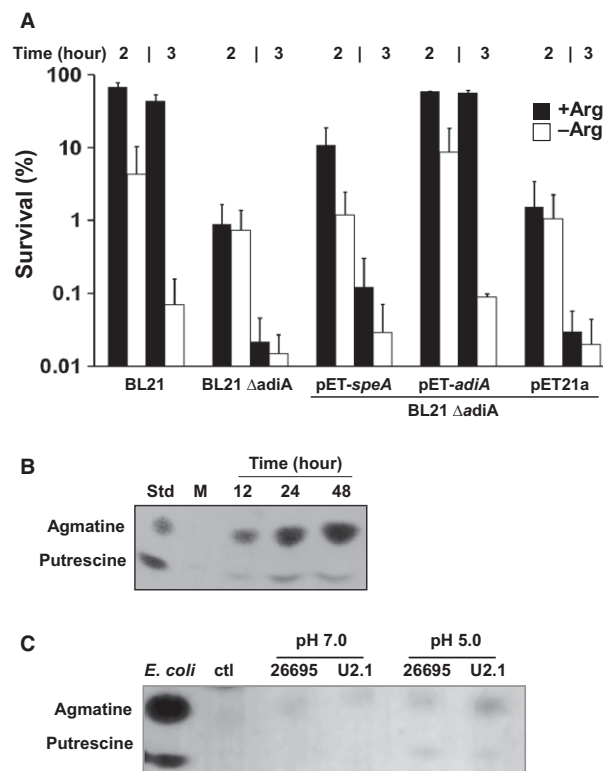 A
Time (hour) 2 | 3 2 | 3 2 | 3 2 | 3 2 | 3
100
10
1
0.1
0.01
Survival (%)
+Arg
–Arg
BL21 BL21 ΔadiA pET-speA pET-adiA pET21a
BL21 ΔadiA
B
Time (hour)
Std M 12 24 48
Agmatine
Putrescine
C
pH 7.0 pH 5.0
E. coli ctl 26695 U2.1 26695 U2.1
Agmatine
Putrescine